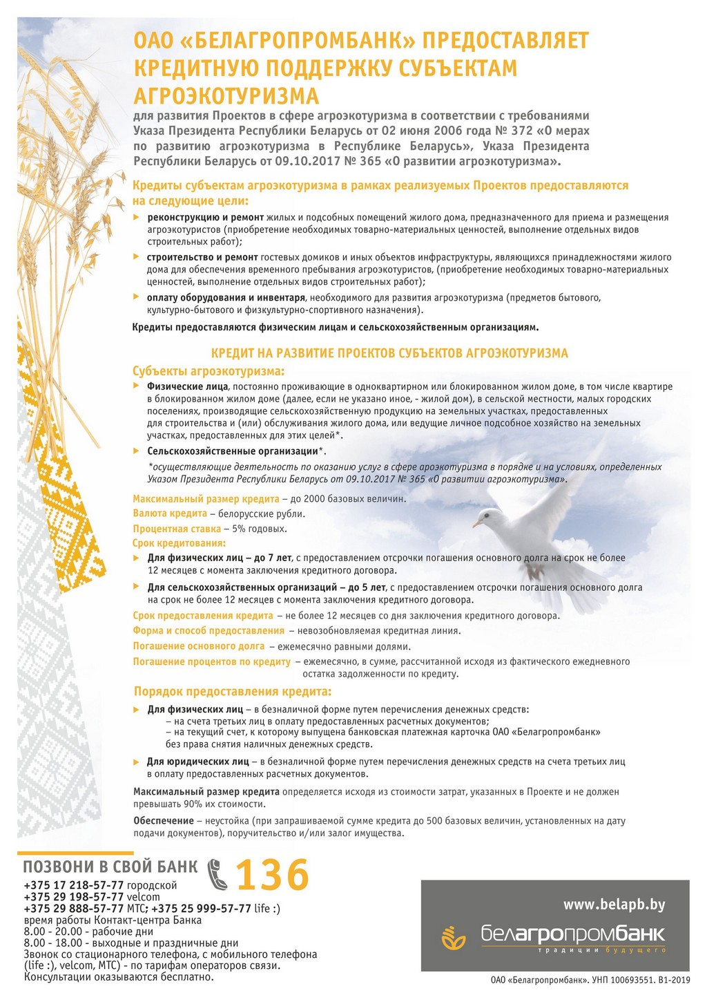 ОАО «БЕЛАГРОПРОМБАНК» ПРЕДОСТАВЛЯЕТ
КРЕДИТНУЮ ПОДДЕРЖКУ СУБЪЕКТАМ
АГРОЭКОТУРИЗМА
для развития Проектов в сфере агроэкотуризма в соответствии с требованиями
Указа Президента Республики Беларусь от 02 июня 2006 года № 372 «О мерах
по развитию агроэкотуризма в Республике Беларусь», Указа Президента
Республики Беларусь от 09.10.2017 № 365 «О развитии агроэкотуризма».
Кредиты субъектам агроэкотуризма в рамках реализуемых Проектов предоставляются
на следующие цели:
реконструкцию и ремонт жилых и подсобных помещений жилого дома, предназначенного для приема и размещения
агроэкотуристов (приобретение необходимых товарно-материальных ценностей, выполнение отдельных видов
строительных работ);
строительство и ремонт гостевых домиков и иных объектов инфраструктуры, являющихся принадлежностями жилого
дома для обеспечения временного пребывания агроэкотуристов, (приобретение необходимых товарно-материальных
ценностей, выполнение отдельных видов строительных работ);
оплату оборудования и инвентаря, необходимого для развития агроэкотуризма (предметов бытового,
культурно-бытового и физкультурно-спортивного назначения).
Кредиты предоставляются физическим лицам и сельскохозяйственным организациям.
КРЕДИТ НА РАЗВИТИЕ ПРОЕКТОВ СУБЪЕКТОВ АГРОЭКОТУРИЗМА
Субъекты агроэкотуризма:
Физические лица, постоянно проживающие в одноквартирном или блокированном жилом доме, в том числе квартире
в блокированном жилом доме (далее, если не указано иное, - жилой дом), в сельской местности, малых городских
поселениях, производящие сельскохозяйственную продукцию на земельных участках, предоставленных
для строительства и (или) обслуживания жилого дома, или ведущие личное подсобное хозяйство на земельных
участках, предоставленных для этих целей*.
Сельскохозяйственные организации*.
*осуществляющие деятельность по оказанию услуг в сфере ароэкотуризма в порядке и на условиях, определенных
Указом Президента Республики Беларусь от 09.10.2017 № 365 «О развитии агроэкотуризма».
Максимальный размер кредита – до 2000 базовых величин.
Валюта кредита – белорусские рубли.
Процентная ставка – 5% годовых.
Срок кредитования:
Для физических лиц – до 7 лет, с предоставлением отсрочки погашения основного долга на срок не более
12 месяцев с момента заключения кредитного договора.
Для сельскохозяйственных организаций – до 5 лет, с предоставлением отсрочки погашения основного долга
на срок не более 12 месяцев с момента заключения кредитного договора.
Срок предоставления кредита – не более 12 месяцев со дня заключения кредитного договора.
Форма и способ предоставления – невозобновляемая кредитная линия.
Погашение основного долга – ежемесячно равными долями.
Погашение процентов по кредиту – ежемесячно, в сумме, рассчитанной исходя из фактического ежедневного
остатка задолженности по кредиту.
Порядок предоставления кредита:
Для физических лиц – в безналичной форме путем перечисления денежных средств:
– на счета третьих лиц в оплату предоставленных расчетных документов;
– на текущий счет, к которому выпущена банковская платежная карточка ОАО «Белагропромбанк»
без права снятия наличных денежных средств.
Для юридических лиц – в безналичной форме путем перечисления денежных средств на счета третьих лиц
в оплату предоставленных расчетных документов.
Максимальный размер кредита определяется исходя из стоимости затрат, указанных в Проекте и не должен
превышать 90% их стоимости.
Обеспечение – неустойка (при запрашиваемой сумме кредита до 500 базовых величин, установленных на дату
подачи документов), поручительство и/или залог имущества.
ПОЗВОНИ В СВОЙ БАНК 136
+375 17 218-57-77 городской
+375 29 198-57-77 velcom
+375 29 888-57-77 МТС; +375 25 999-57-77 life :)
время работы Контакт-центра Банка
8.00 - 20.00 - рабочие дни
8.00 - 18.00 - выходные и праздничные дни
Звонок со стационарного телефона, с мобильного телефона
(life :), velcom, МТС) - по тарифам операторов связи.
Консультации оказываются бесплатно.
www.belapb.by
белагропромбанк
традиции будущего
ОАО «Белагропромбанк». УНП 100693551. В1-2019